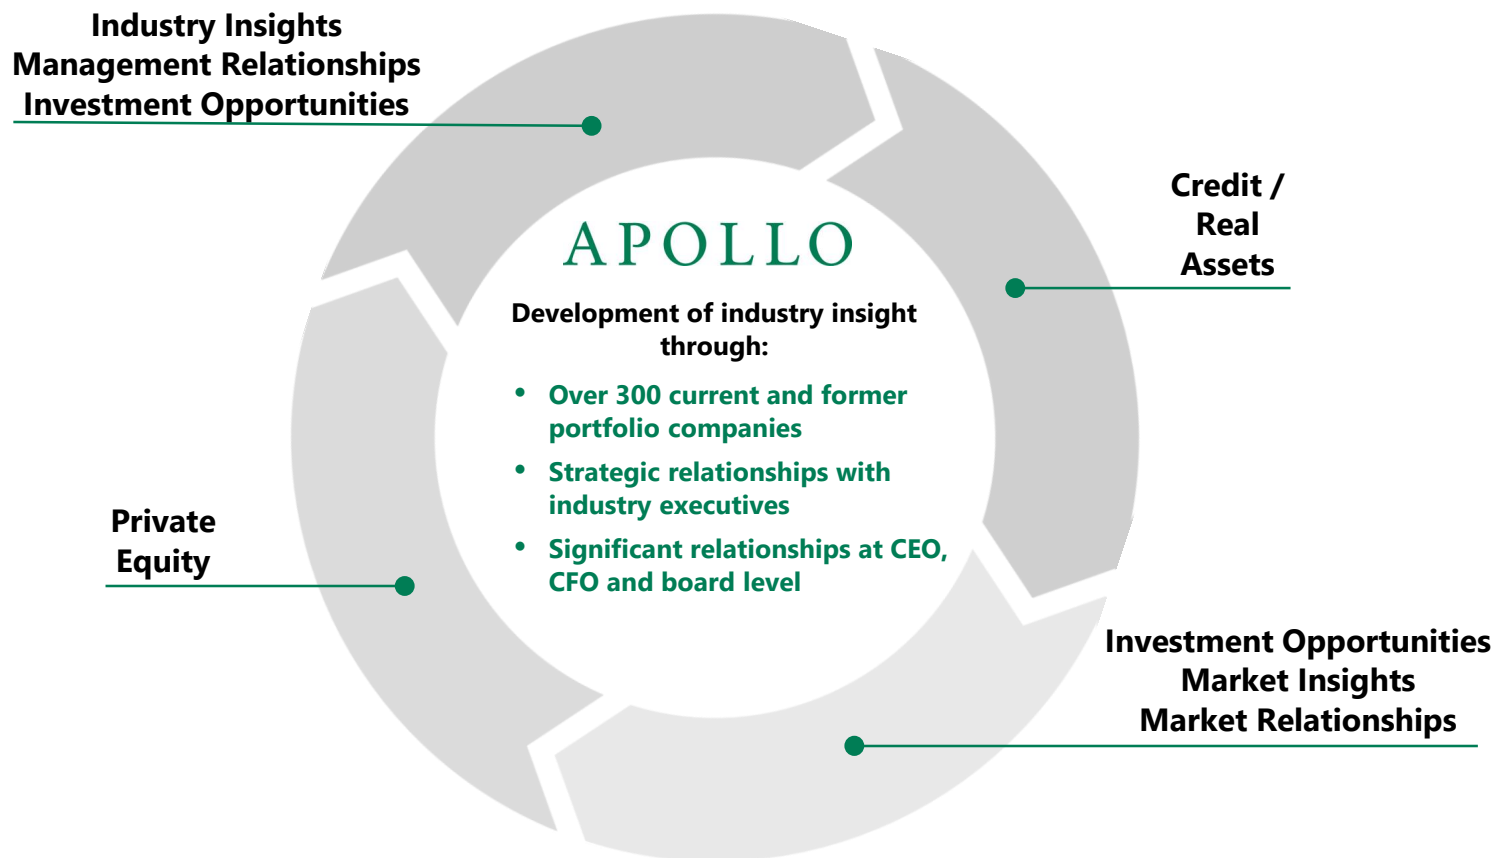 Industry Insights
Management Relationships
Investment Opportunities
Credit /
Real
Assets
APOLLO
Development of industry insight
through:
• Over 300 current and former
portfolio companies
• Strategic relationships with
industry executives
• Significant relationships at CEO,
CFO and board level
Private
Equity
Investment Opportunities
Market Insights
Market Relationships